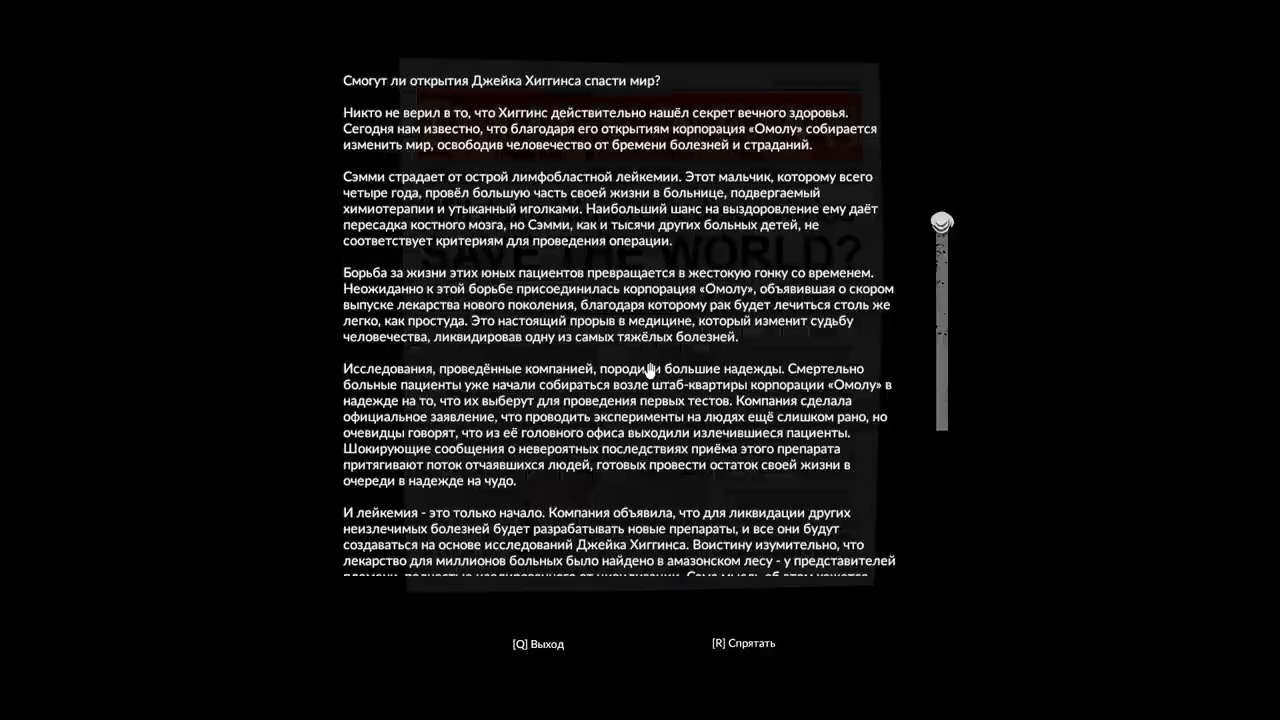 Смогут ли открытия Джейка Хиггинса спасти мир?
Никто не верил в то, что Хиггинс действительно нашёл секрет вечного здоровья.
Сегодня нам известно, что благодаря его открытиям корпорация «Омолу» собирается
изменить мир, освободив человечество от бремени болезней и страданий.
Сэмми страдает от острой лимфобластной лейкемии. Этот мальчик, которому всего
четыре года, провёл большую часть своей жизни в больнице, подвергаемый
химиотерапии и утыканный иголками. Наибольший шанс на выздоровление ему даёт
пересадка костного мозга, но Сэмми, как и тысячи других больных детей, не
соответствует критериям для проведения операции.
SAVE THE WORLD?
Борьба за жизни этих юных пациентов превращается в жестокую гонку со временем.
Неожиданно к этой борьбе присоединилась корпорация «Омолу», объявившая о скором
выпуске лекарства нового поколения, благодаря которому рак будет лечиться столь же
легко, как простуда. Это настоящий прорыв в медицине, который изменит судьбу
человечества, ликвидировав одну из самых тяжёлых болезней.
Исследования, проведённые компанией, породили большие надежды. Смертельно
больные пациенты уже начали собираться возле штаб-квартиры корпорации «Омолу» в
надежде на то, что их выберут для проведения первых тестов. Компания сделала
официальное заявление, что проводить эксперименты на людях ещё слишком рано, но
очевидцы говорят, что из её головного офиса выходили излечившиеся пациенты.
Шокирующие сообщения о невероятных последствиях приёма этого препарата
притягивают поток отчаявшихся людей, готовых провести остаток своей жизни в
очереди в надежде на чудо.
И лейкемия - это только начало. Компания объявила, что для ликвидации других
неизлечимых болезней будет разрабатывать новые препараты, и все они будут
создаваться на основе исследований Джейка Хиггинса. Воистину изумительно, что
лекарство для миллионов больных было найдено в амазонском лесу - у представителей
[Q] Выход
[R] Спрятать